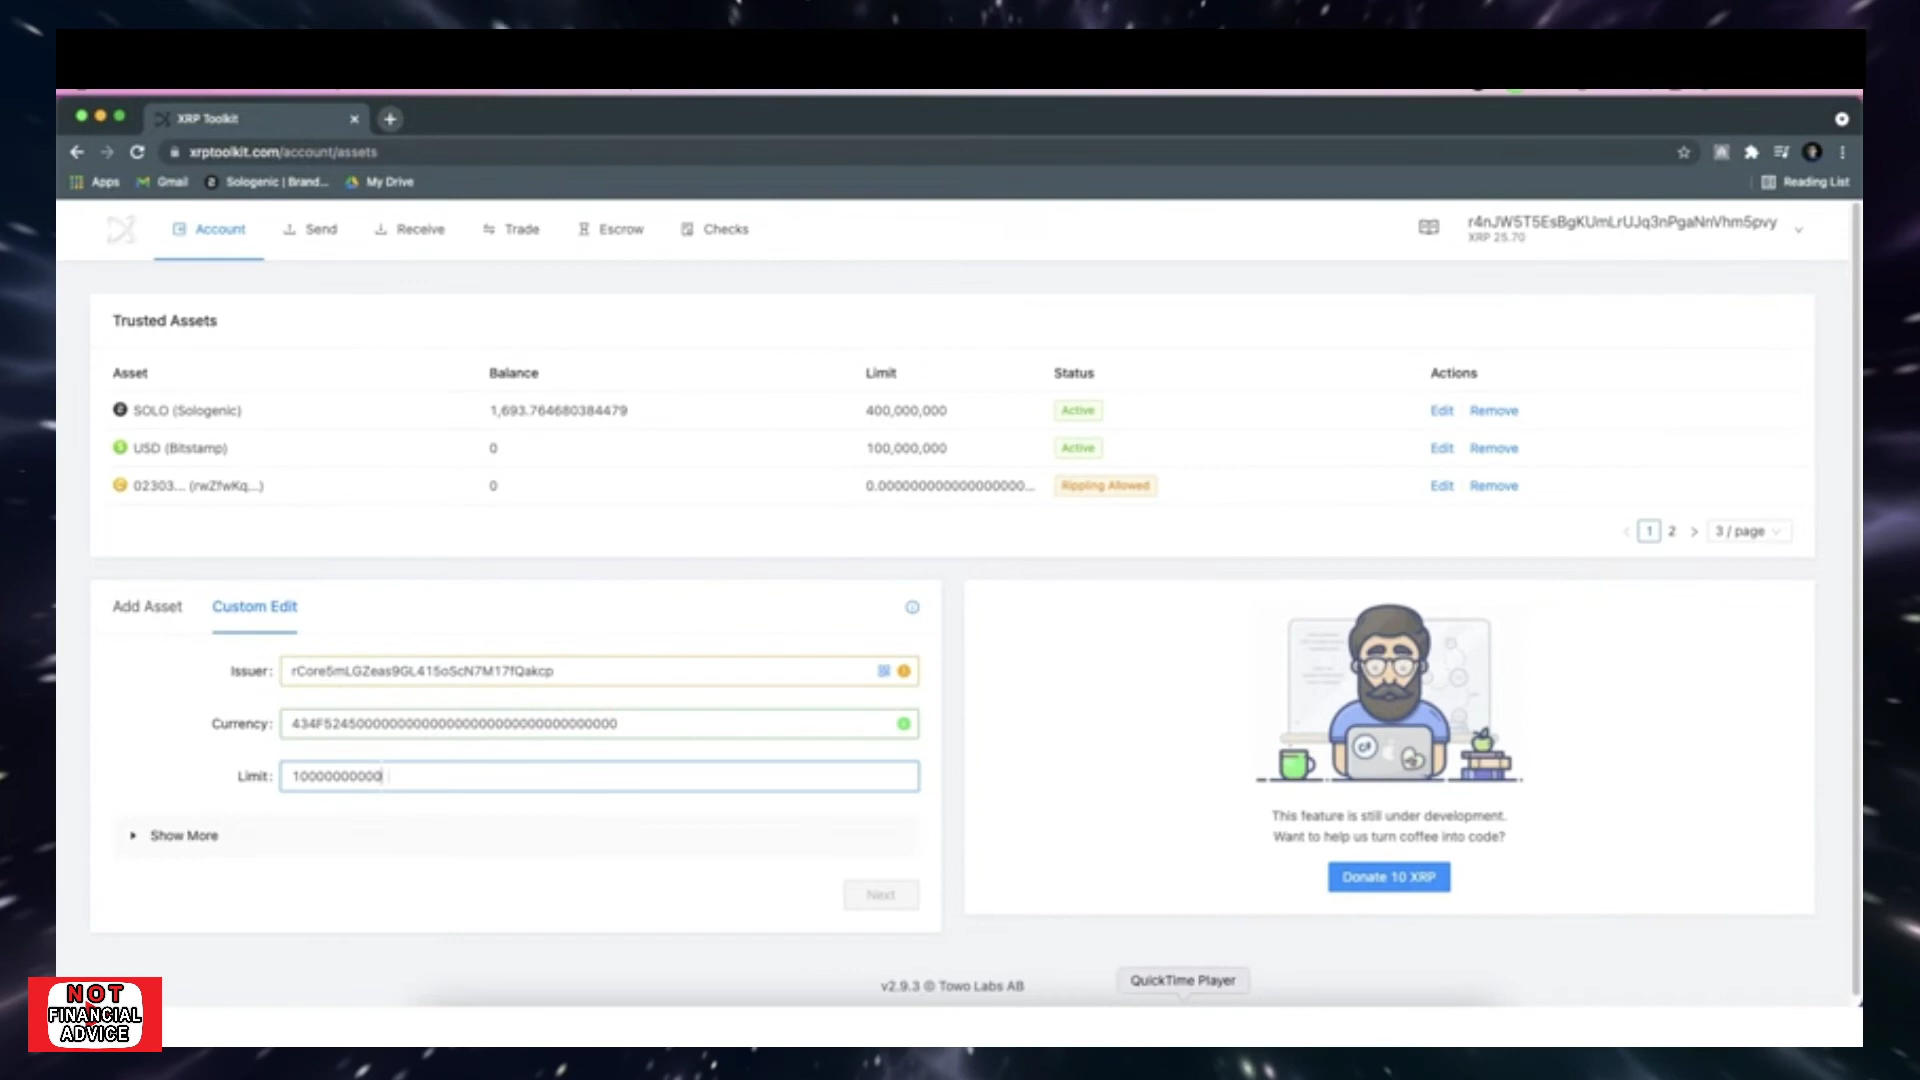 XRP Toolkit
xrptoolkit.com/account/assets
Apps Gmail Sologenic | Brand... My Drive Reading List
Account Send Receive Trade Escrow Checks
r4nJW5T5EsBgKUmLrUJq3nPgaNnVhm5pvy
XRP 25.70
Trusted Assets
Asset Balance Limit Status Actions
SOLO (Sologenic) 1,693.764680384479 400,000,000 Active Edit Remove
USD (Bitstamp) 0 100,000,000 Active Edit Remove
02303... (rwZfwKq...) 0 0.000000000000000000... Rippling Allowed Edit Remove
1 2 3 / page
Add Asset Custom Edit
Issuer: rCore5mLGZeas9GL415oScN7M17fQakcp
Currency: 434F524500000000000000000000000000000000
Limit: 10000000000
Show More
Next
This feature is still under development.
Want to help us turn coffee into code?
Donate 10 XRP
v2.9.3 © Towo Labs AB
QuickTime Player
NOT
FINANCIAL
ADVICE